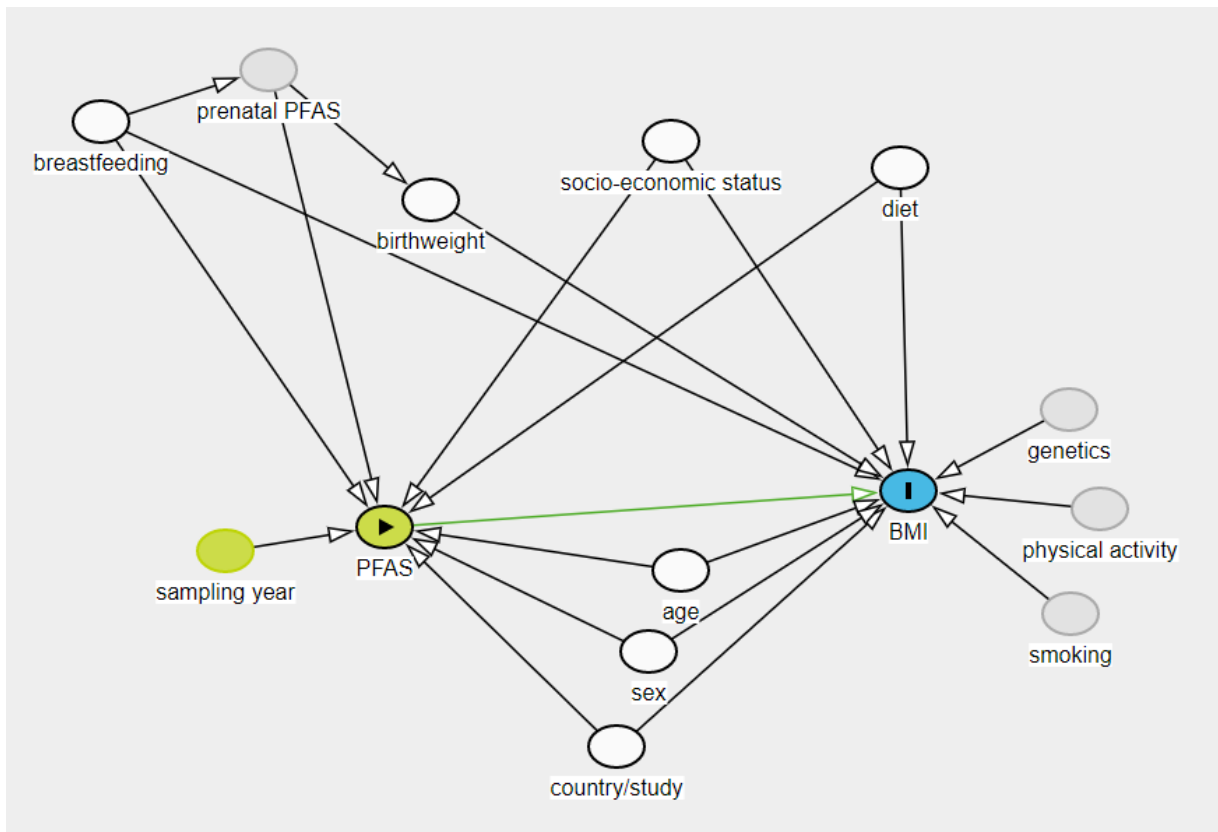 prenatal PFAS
breastfeeding
socio-economic status
diet
birthweight
genetics
BMI
physical activity
PFAS
sampling year
age
smoking
sex
country/study